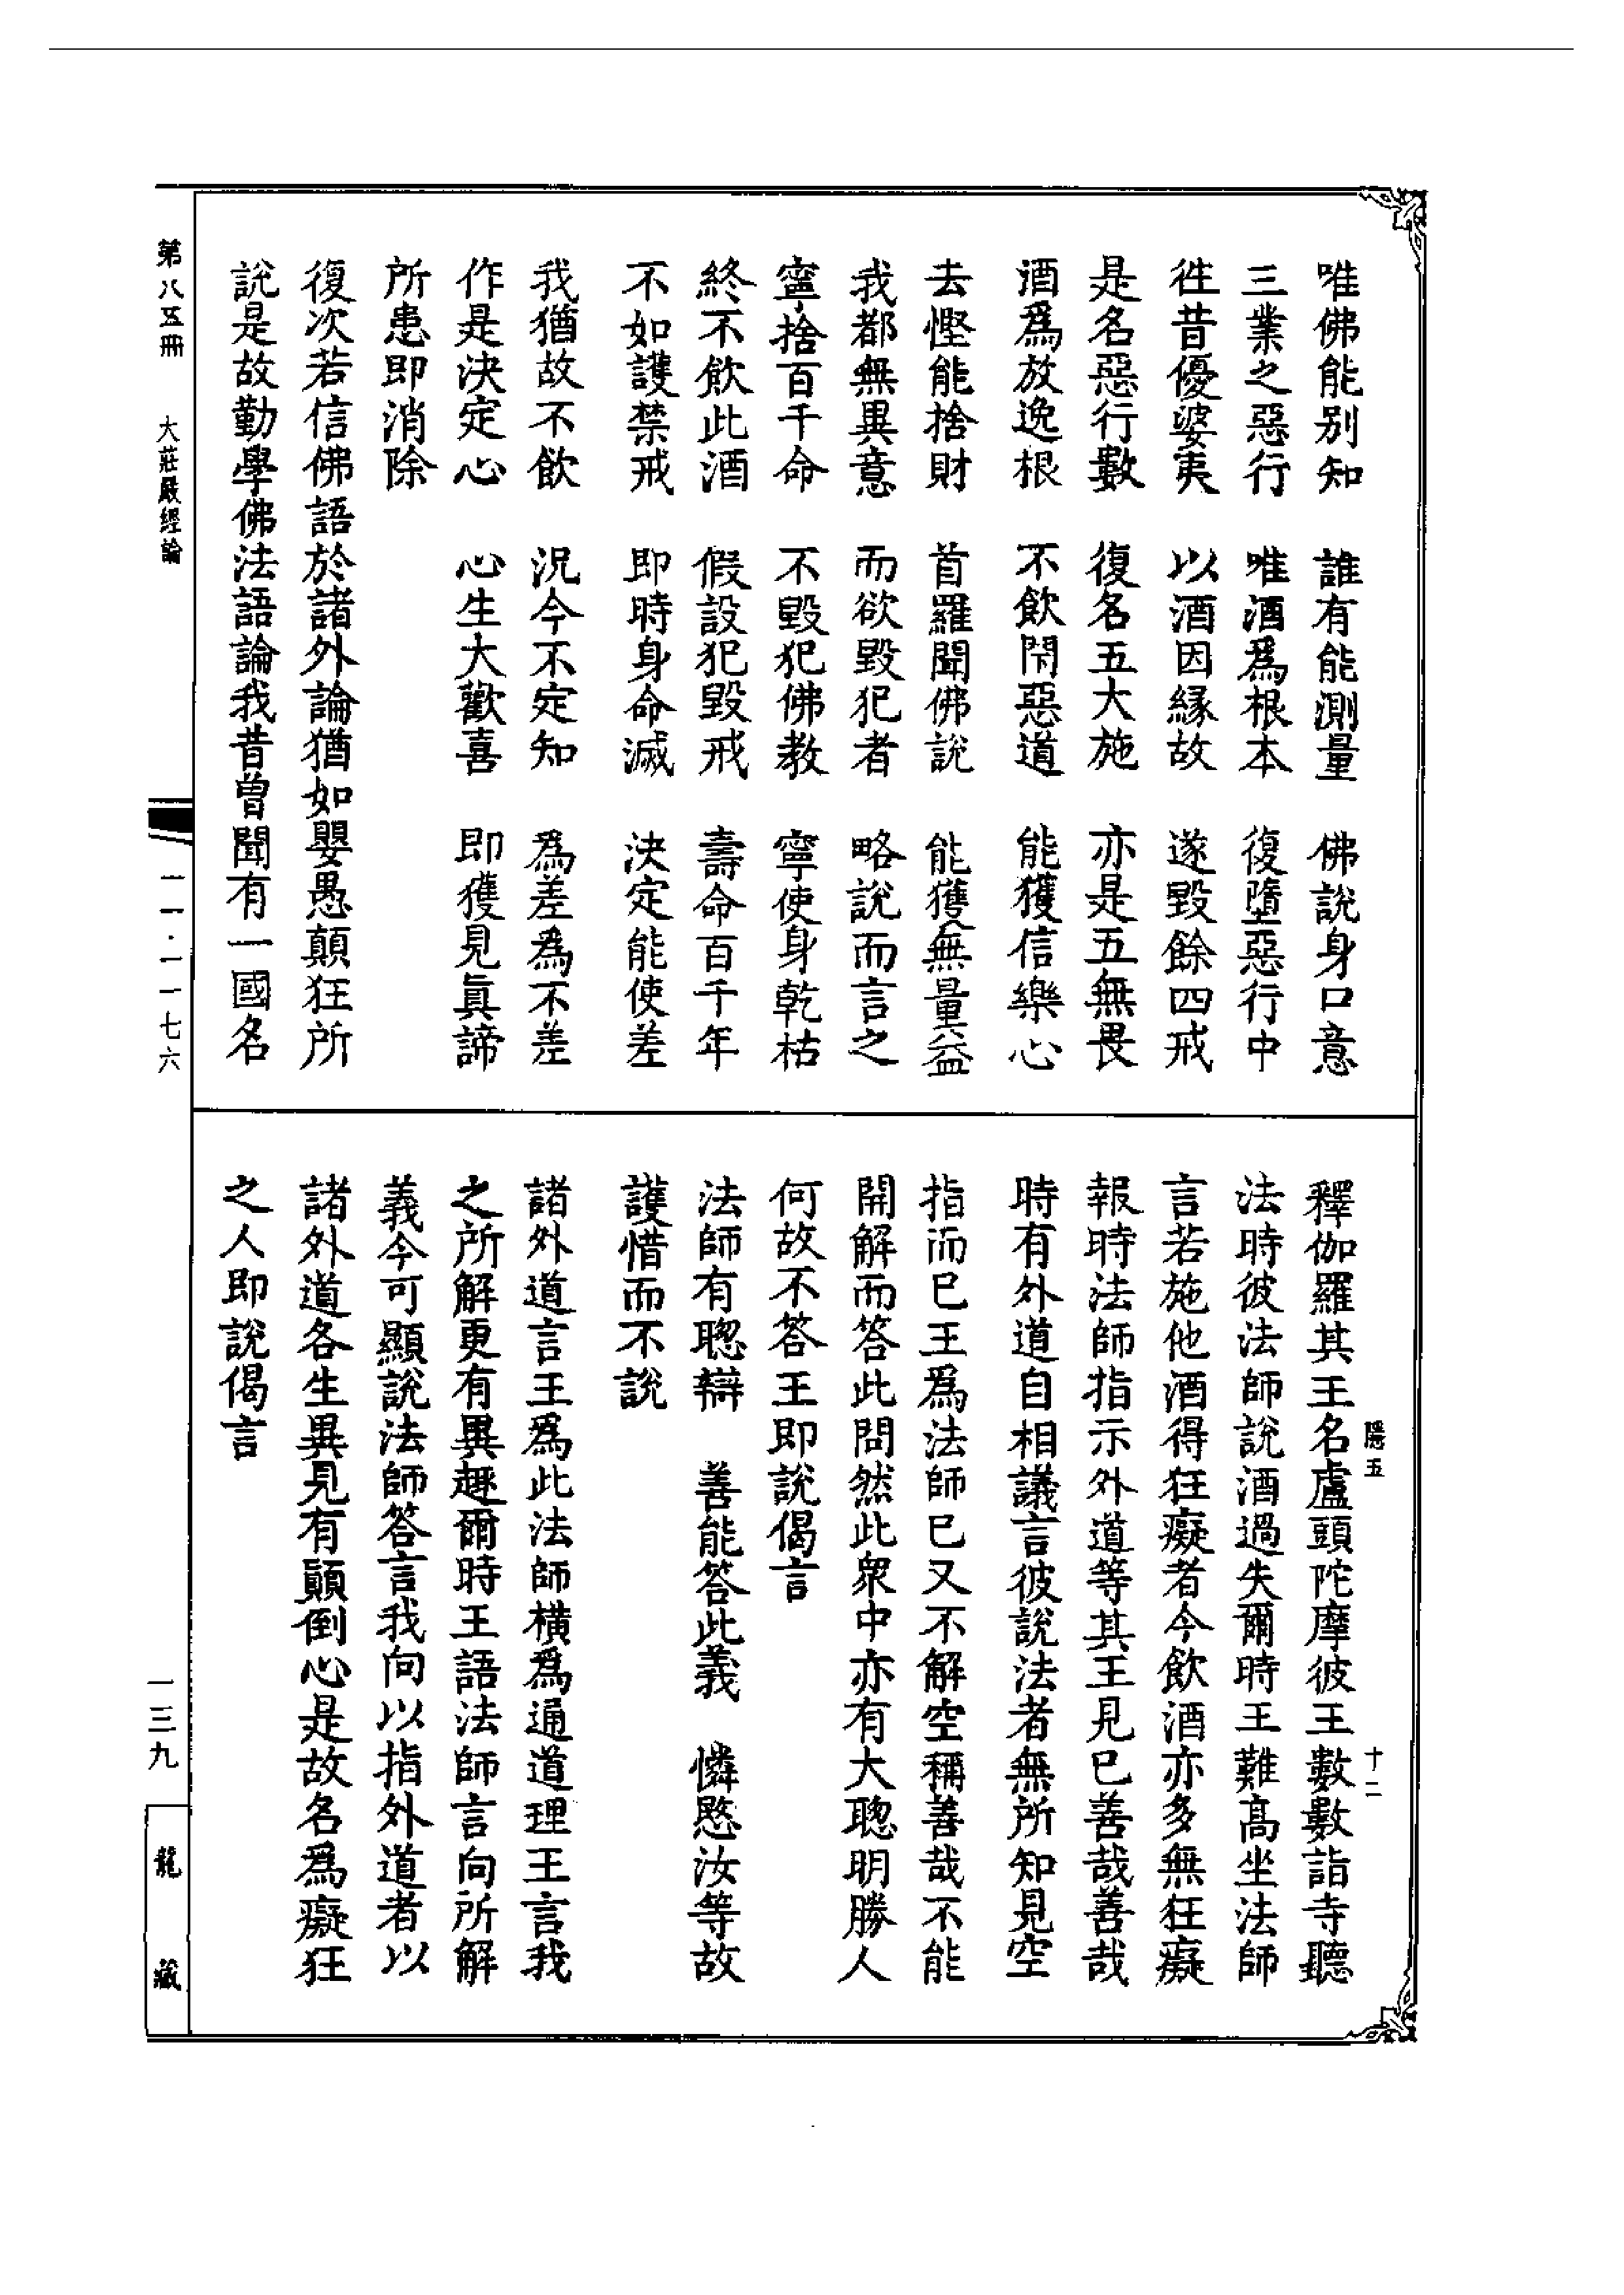 唯佛能别知　誰有能測量　佛說身口意
三業之惡行　唯酒爲根本　復墮惡行中
徃昔優婆夷　以酒因緣故　遂毀餘四戒
是名惡行數　復名五大施　亦是五無畏
酒爲放逸根　不飲閇惡道　能獲信樂心
去慳能捨財　首羅聞佛說　能獲無量益
我都無異意　而欲毀犯者　略說而言之
寧捨百千命　不毀犯佛教　寧使身乾枯
終不飲此酒　假設犯毀戒　壽命百千年
不如護禁戒　即時身命滅　決定能使差
我猶故不飲　況今不定知　為差為不差
作是決定心　心生大歡喜　即獲見眞諦
所患即消除
復次若信佛語於諸外論猶如嬰愚顛狂所
說是故勤學佛法語論我昔曾聞有一國名
釋伽羅其王名盧頭陀摩彼王數數詣寺聽
法時彼法師說酒過失爾時王難高坐法師
言若施他酒得狂癡者今飲酒亦多無狂癡
報時法師指示外道等其王見巳善哉善哉
時有外道自相議言彼說法者無所知見空
指而巳王爲法師巳又不解空稱善哉不能
開解而答此問然此衆中亦有大聰明勝人
何故不答王即說偈言
法師有聰辯　善能答此義　憐愍汝等故
護惜而不說
諸外道言王爲此法師橫爲通道理王言我
之所解更有異趣爾時王語法師言向所解
義今可顯說法師答言我向以指外道者以
諸外道各生異見有顛倒心是故名爲癡狂
之人即說偈言
隱五
十二
第八五冊　大莊嚴經論
一一·一一七六
一三九
龍藏